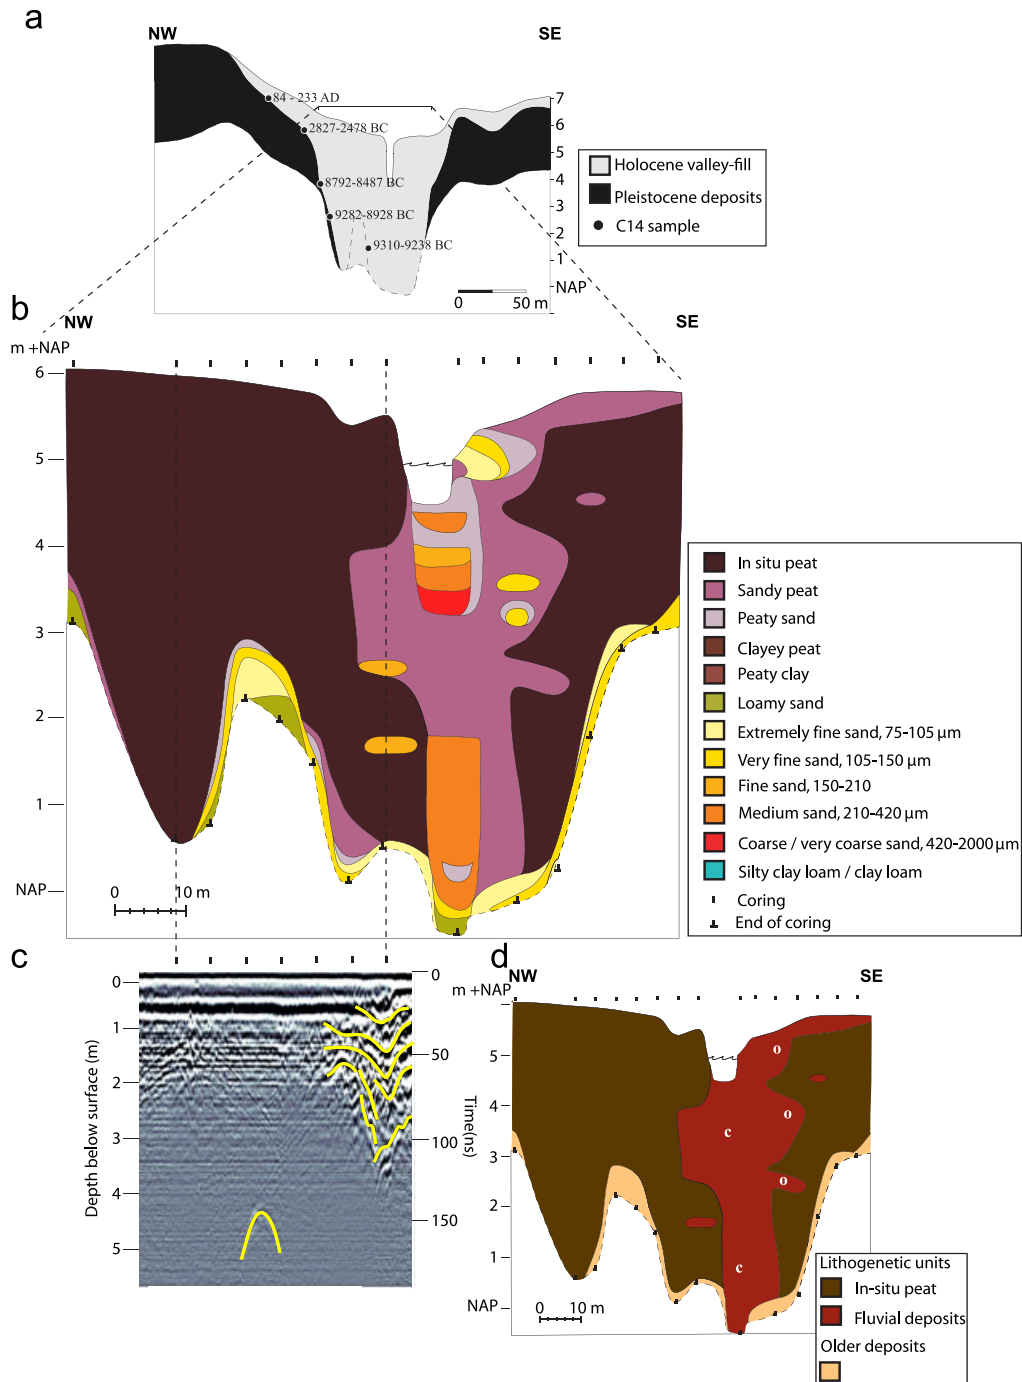 a
NW
SE
84 - 233 AD
2827-2478 BC
8792-8487 BC
9282-8928 BC
9310-9238 BC
7
6
5
4
3
2
1
NAP
0 50 m
Holocene valley-fill
Pleistocene deposits
C14 sample
b
NW
SE
m +NAP
6
5
4
3
2
1
NAP
0 10 m
In situ peat
Sandy peat
Peaty sand
Clayey peat
Peaty clay
Loamy sand
Extremely fine sand, 75-105 µm
Very fine sand, 105-150 µm
Fine sand, 150-210
Medium sand, 210-420 µm
Coarse / very coarse sand, 420-2000 µm
Silty clay loam / clay loam
Coring
End of coring
c
Depth below surface (m)
0
1
2
3
4
5
0
50
100
150
Time(ns)
d
NW
SE
m +NAP
5
4
3
2
1
NAP
0 10 m
o
o
o
c
c
Lithogenetic units
In-situ peat
Fluvial deposits
Older deposits